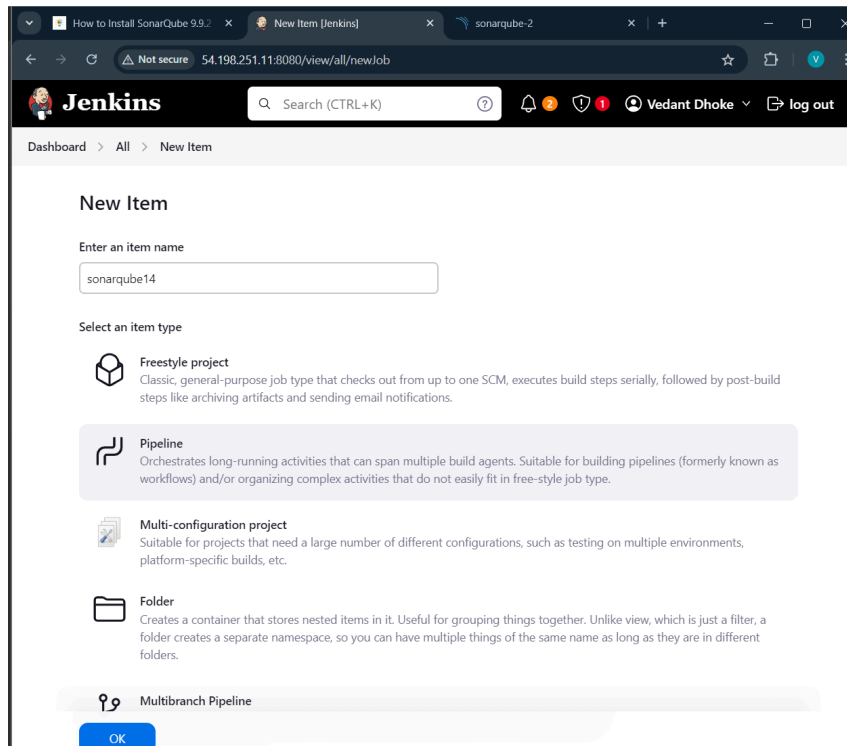 How to Install SonarQube 9.9.2
New Item [Jenkins]
sonarqube-2
Not secure 54.198.251.11:8080/view/all/newJob
V
Jenkins
Search (CTRL+K)
2
1
Vedant Dhoke
log out
Dashboard > All > New Item
New Item
Enter an item name
sonarqube14
Select an item type
Freestyle project
Classic, general-purpose job type that checks out from up to one SCM, executes build steps serially, followed by post-build
steps like archiving artifacts and sending email notifications.
Pipeline
Orchestrates long-running activities that can span multiple build agents. Suitable for building pipelines (formerly known as
workflows) and/or organizing complex activities that do not easily fit in free-style job type.
Multi-configuration project
Suitable for projects that need a large number of different configurations, such as testing on multiple environments,
platform-specific builds, etc.
Folder
Creates a container that stores nested items in it. Useful for grouping things together. Unlike view, which is just a filter, a
folder creates a separate namespace, so you can have multiple things of the same name as long as they are in different
folders.
Multibranch Pipeline
OK